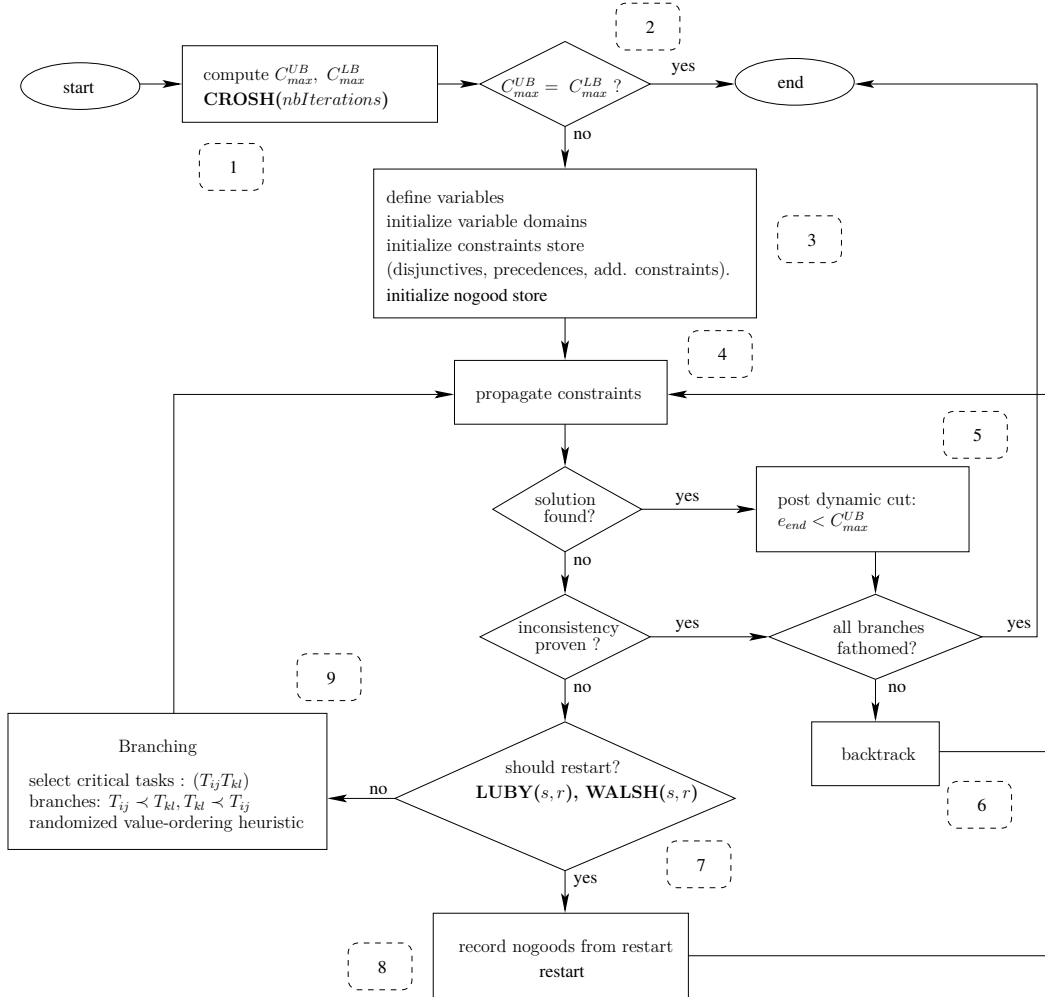 start
compute C_{max}^{UB}, C_{max}^{LB}
CROSH(nbIterations)
1
C_{max}^{UB} = C_{max}^{LB} ?
2
yes
end
no
define variables
initialize variable domains
initialize constraints store
(disjunctives, precedences, add. constraints).
initialize nogood store
3
4
propagate constraints
solution
found?
yes
5
post dynamic cut:
e_{end} < C_{max}^{UB}
no
inconsistency
proven ?
yes
all branches
fathomed?
yes
no
no
backtrack
6
9
Branching
select critical tasks : (T_{ij}T_{kl})
branches: T_{ij} ≺ T_{kl}, T_{kl} ≺ T_{ij}
randomized value-ordering heuristic
no
should restart?
LUBY(s,r), WALSH(s,r)
7
yes
8
record nogoods from restart
restart